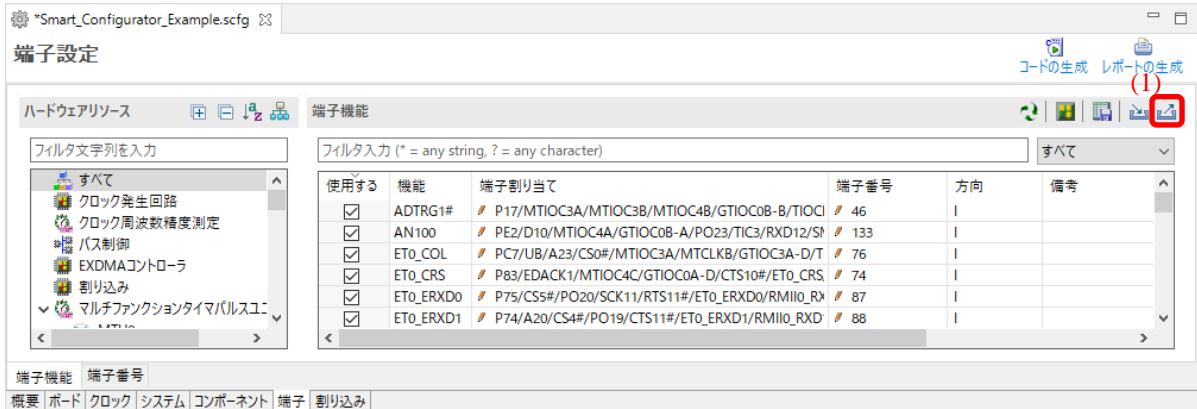 *Smart_Configurator_Example.scfg
端子設定
コードの生成 レポートの生成
(1)
ハードウェアリソース
端子機能
フィルタ文字列を入力
フィルタ入力 (* = any string, ? = any character)
すべて
すべて
クロック発生回路
クロック周波数精度測定
バス制御
EXDMAコントローラ
割り込み
マルチファンクションタイマパルスユニ
使用する 機能 端子割り当て 端子番号 方向 備考
ADTRG1# P17/MTIOC3A/MTIOC3B/MTIOC4B/GTIOC0B-B/TIOCI 46 I
AN100 PE2/D10/MTIOC4A/GTIOC0B-A/PO23/TIC3/RXD12/SN 133 I
ET0_COL PC7/UB/A23/CS0#/MTIOC3A/MTCLKB/GTIOC3A-D/T 76 I
ET0_CRS P83/EDACK1/MTIOC4C/GTIOC0A-D/CTS10#/ET0_CRS, 74 I
ET0_ERXD0 P75/CS5#/PO20/SCK11/RTS11#/ET0_ERXD0/RMII0_RX 87 I
ET0_ERXD1 P74/A20/CS4#/PO19/CTS11#/ET0_ERXD1/RMII0_RXD 88 I
端子機能 端子番号
概要 ボード クロック システム コンポーネント 端子 割り込み